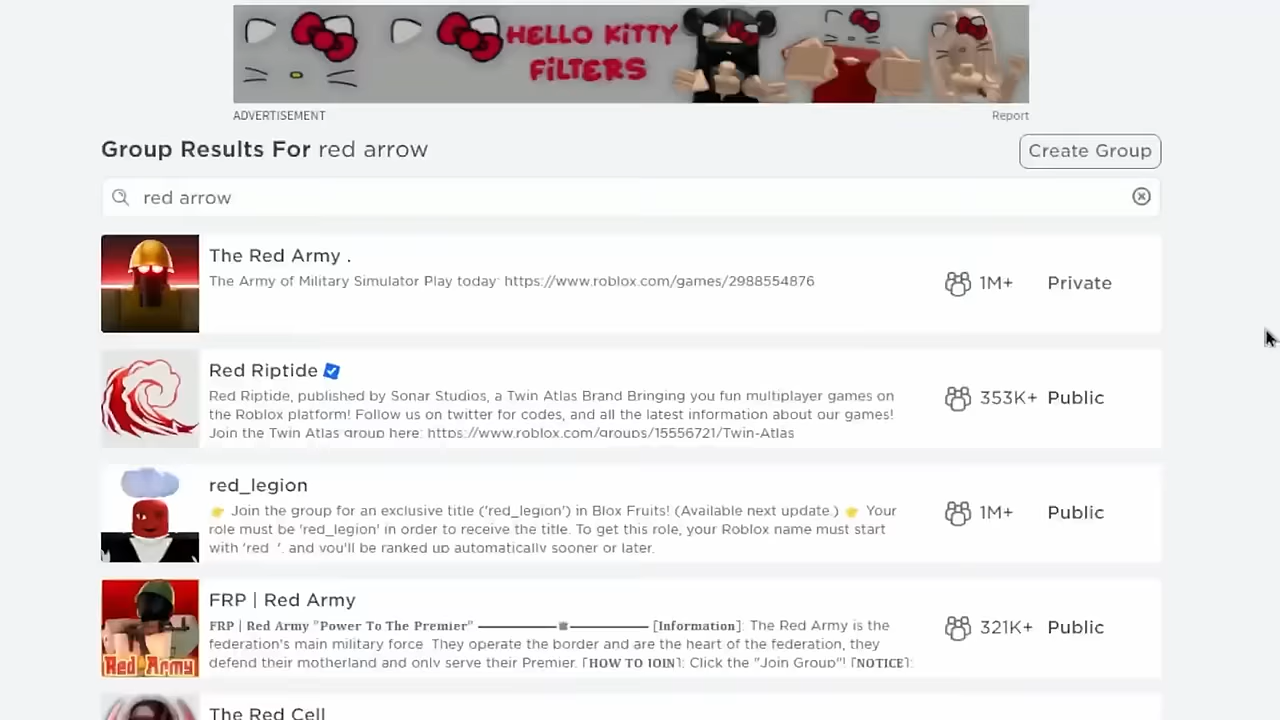 HELLO KITTY
FILTERS
ADVERTISEMENT
Report
Group Results For red arrow
Create Group
red arrow
The Red Army .
The Army of Military Simulator Play today: https://www.roblox.com/games/2988554876
1M+
Private
Red Riptide
Red Riptide, published by Sonar Studios, a Twin Atlas Brand Bringing you fun multiplayer games on
the Roblox platform! Follow us on twitter for codes, and all the latest information about our games!
Join the Twin Atlas group here: https://www.roblox.com/groups/15556721/Twin-Atlas
353K+
Public
red_legion
👉 Join the group for an exclusive title ('red_legion') in Blox Fruits! (Available next update.) 👉 Your
role must be 'red_legion' in order to receive the title. To get this role, your Roblox name must start
with 'red_', and you'll be ranked up automatically sooner or later.
1M+
Public
Red Army
FRP | Red Army
FRP | Red Army "Power To The Premier" [Information]: The Red Army is the
federation's main military force. They operate the border and are the heart of the federation, they
defend their motherland and only serve their Premier. [HOW TO JOIN]: Click the "Join Group"! [NOTICE]:
321K+
Public
The Red Cell